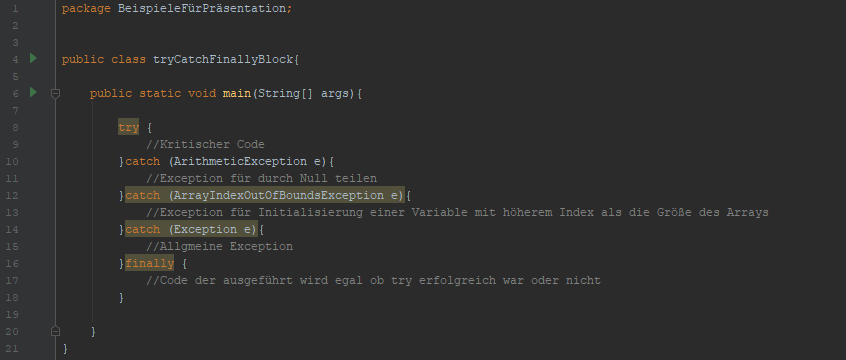 1 package BeispieleFürPräsentation;
2
3
4 public class tryCatchFinallyBlock{
5
6 public static void main(String[] args){
7
8 try {
9 //Kritischer Code
10 }catch (ArithmeticException e){
11 //Exception für durch Null teilen
12 }catch (ArrayIndexOutOfBoundsException e){
13 //Exception für Initialisierung einer Variable mit höherem Index als die Größe des Arrays
14 }catch (Exception e){
15 //Allgmeine Exception
16 }finally {
17 //Code der ausgeführt wird egal ob try erfolgreich war oder nicht
18 }
19
20 }
21 }